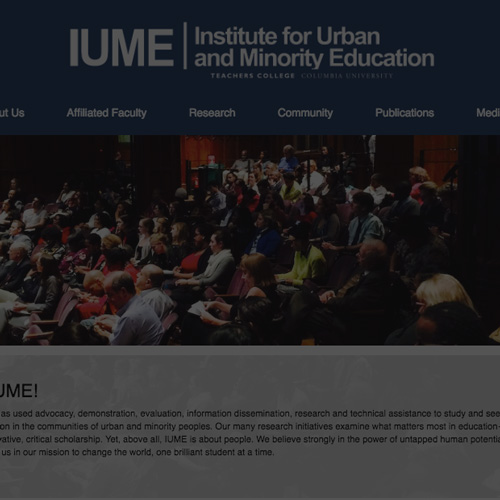 IUME Institute for Urban
and Minority Education
TEACHERS COLLEGE COLUMBIA UNIVERSITY
ut Us Affiliated Faculty Research Community Publications Medi
UME!
as used advocacy, demonstration, evaluation, information dissemination, research and technical assistance to study and see
on in the communities of urban and minority peoples. Our many research initiatives examine what matters most in education
vative, critical scholarship. Yet, above all, IUME is about people. We believe strongly in the power of untapped human potentia
us in our mission to change the world, one brilliant student at a time.